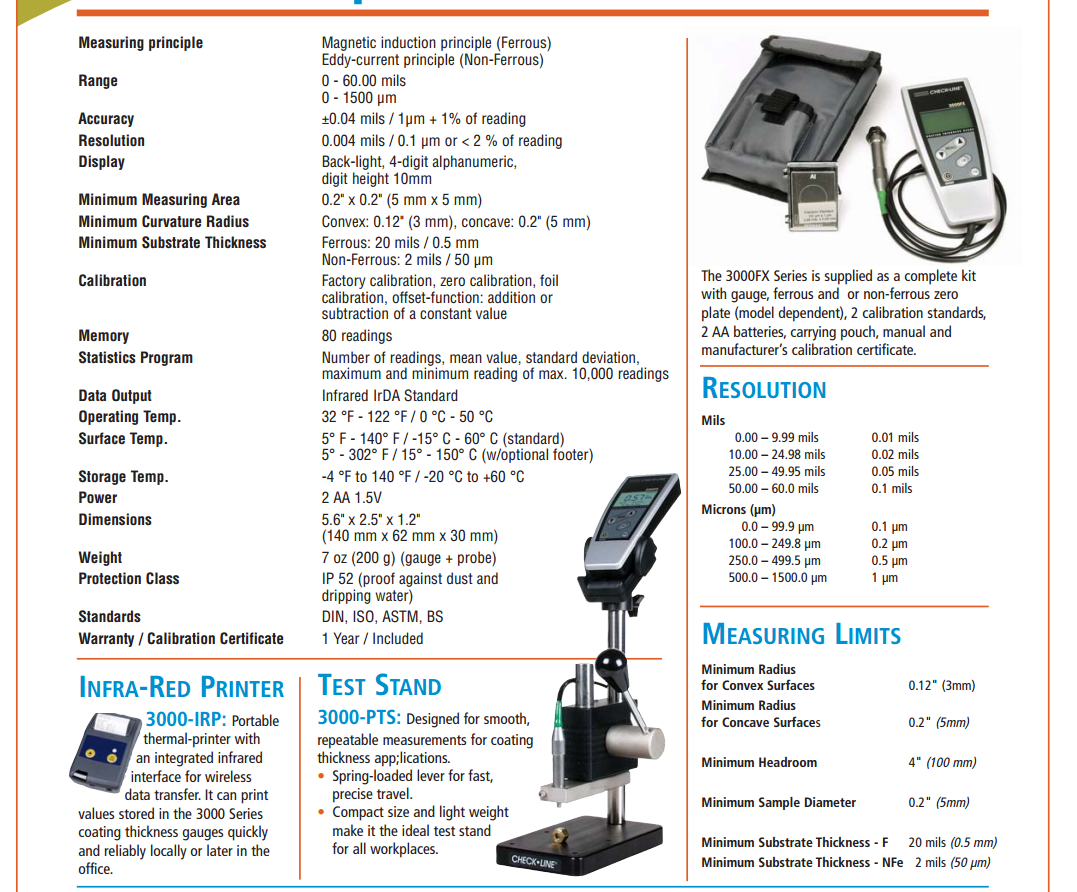 Measuring principle Magnetic induction principle (Ferrous)
Eddy-current principle (Non-Ferrous)
Range 0 - 60.00 mils
0 - 1500 µm
Accuracy ±0.04 mils / 1µm + 1% of reading
Resolution 0.004 mils / 0.1 µm or < 2 % of reading
Display Back-light, 4-digit alphanumeric,
digit height 10mm
Minimum Measuring Area 0.2" x 0.2" (5 mm x 5 mm)
Minimum Curvature Radius Convex: 0.12" (3 mm), concave: 0.2" (5 mm)
Minimum Substrate Thickness Ferrous: 20 mils / 0.5 mm
Non-Ferrous: 2 mils / 50 µm
Calibration Factory calibration, zero calibration, foil
calibration, offset-function: addition or
subtraction of a constant value
Memory 80 readings
Statistics Program Number of readings, mean value, standard deviation,
maximum and minimum reading of max. 10,000 readings
Data Output Infrared IrDA Standard
Operating Temp. 32 °F - 122 °F / 0 °C - 50 °C
Surface Temp. 5° F - 140° F / -15° C - 60° C (standard)
5° - 302° F / 15° - 150° C (w/optional footer)
Storage Temp. -4 °F to 140 °F / -20 °C to +60 °C
Power 2 AA 1.5V
Dimensions 5.6" x 2.5" x 1.2"
(140 mm x 62 mm x 30 mm)
Weight 7 oz (200 g) (gauge + probe)
Protection Class IP 52 (proof against dust and
dripping water)
Standards DIN, ISO, ASTM, BS
Warranty / Calibration Certificate 1 Year / Included
INFRA-RED PRINTER
3000-IRP: Portable
thermal-printer with
an integrated infrared
interface for wireless
data transfer. It can print
values stored in the 3000 Series
coating thickness gauges quickly
and reliably locally or later in the
office.
TEST STAND
3000-PTS: Designed for smooth,
repeatable measurements for coating
thickness app;lications.
• Spring-loaded lever for fast,
precise travel.
• Compact size and light weight
make it the ideal test stand
for all workplaces.
CHECK•LINE
CHECK•LINE
3000FX
Al
The 3000FX Series is supplied as a complete kit
with gauge, ferrous and or non-ferrous zero
plate (model dependent), 2 calibration standards,
2 AA batteries, carrying pouch, manual and
manufacturer's calibration certificate.
RESOLUTION
Mils
0.00 – 9.99 mils 0.01 mils
10.00 – 24.98 mils 0.02 mils
25.00 – 49.95 mils 0.05 mils
50.00 – 60.0 mils 0.1 mils
Microns (µm)
0.0 – 99.9 µm 0.1 µm
100.0 – 249.8 µm 0.2 µm
250.0 – 499.5 µm 0.5 µm
500.0 – 1500.0 µm 1 µm
MEASURING LIMITS
Minimum Radius
for Convex Surfaces 0.12" (3mm)
Minimum Radius
for Concave Surfaces 0.2" (5mm)
Minimum Headroom 4" (100 mm)
Minimum Sample Diameter 0.2" (5mm)
Minimum Substrate Thickness - F 20 mils (0.5 mm)
Minimum Substrate Thickness - NFe 2 mils (50 µm)